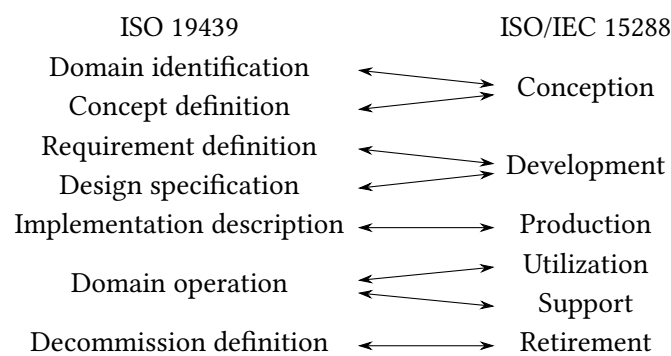 ISO 19439
ISO/IEC 15288
Domain identification
Concept definition
Conception
Requirement definition
Design specification
Development
Implementation description
Production
Domain operation
Utilization
Support
Decommission definition
Retirement